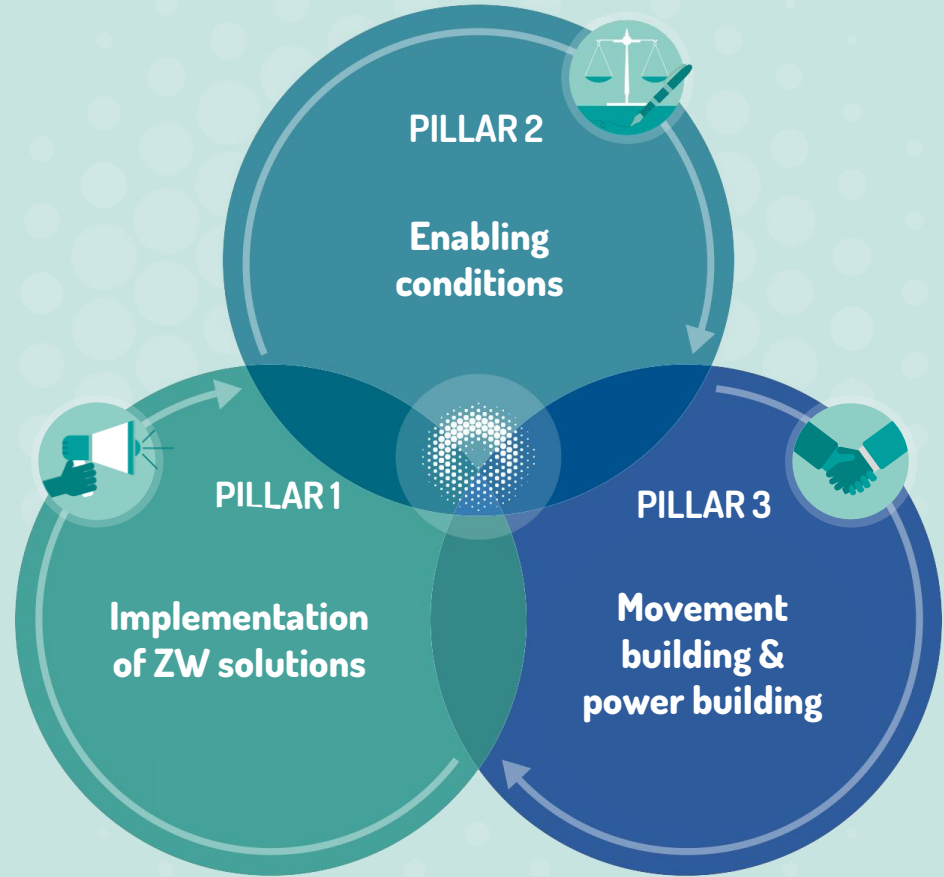 PILLAR 2
Enabling
conditions
PILLAR 1
Implementation
of ZW solutions
PILLAR 3
Movement
building &
power building